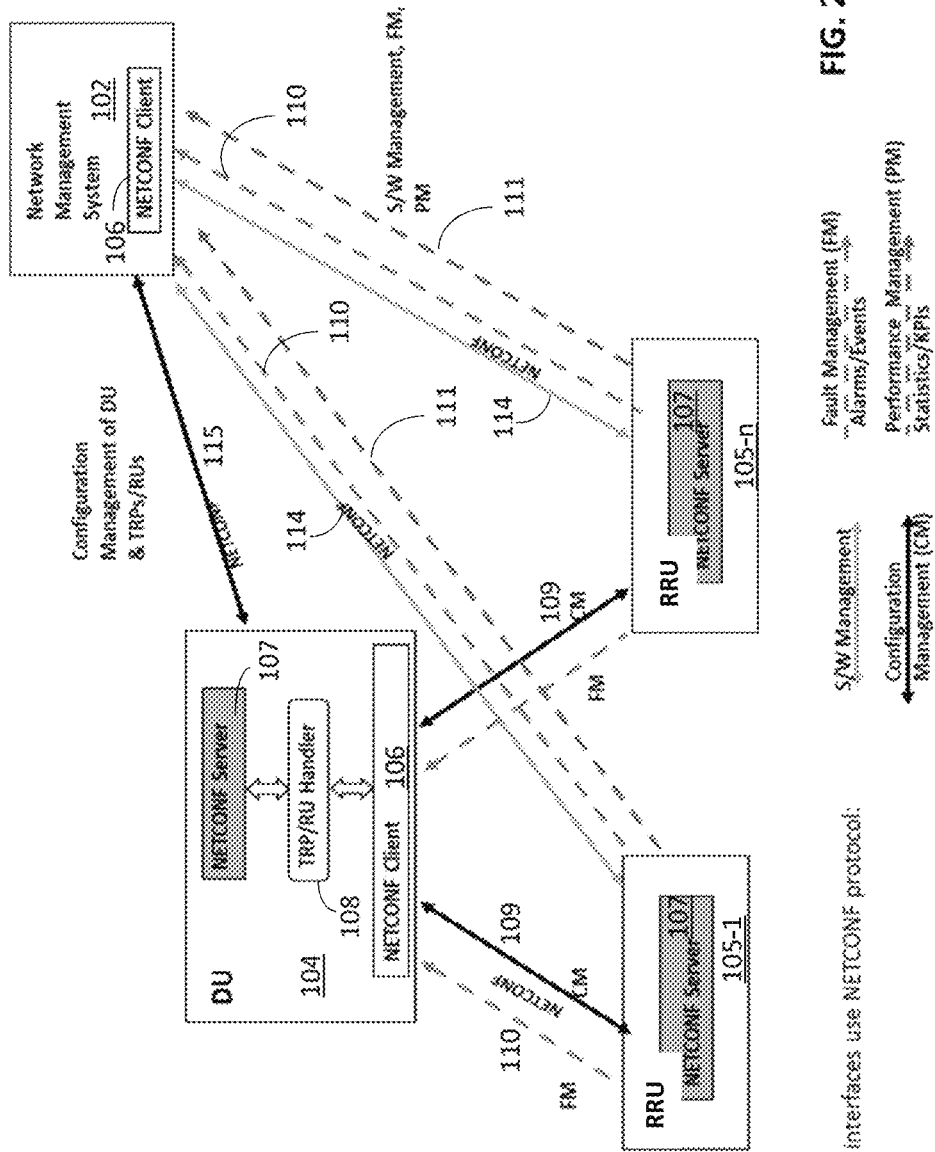 Network
Management
System 102
106
NETCONF Client
Configuration
Management of DU
& TRPs/RUs
115
NETCONF
S/W Management, FM,
PM
110
111
110
111
114
NETCONF
NETCONF
114
DU
104
NETCONF Server
107
TRP/RU Handler
108
NETCONF Client 106
110
FM
NETCONF
109
CM
109
CM
FM
RRU
107
NETCONF Server
105-1
RRU
107
NETCONF Server
105-n
interfaces use NETCONF protocol:
S/W Management
Configuration
Management (CM)
Fault Management (FM)
Alarms/Events
Performance Management (PM)
Statistics/KPIs
FIG. 2